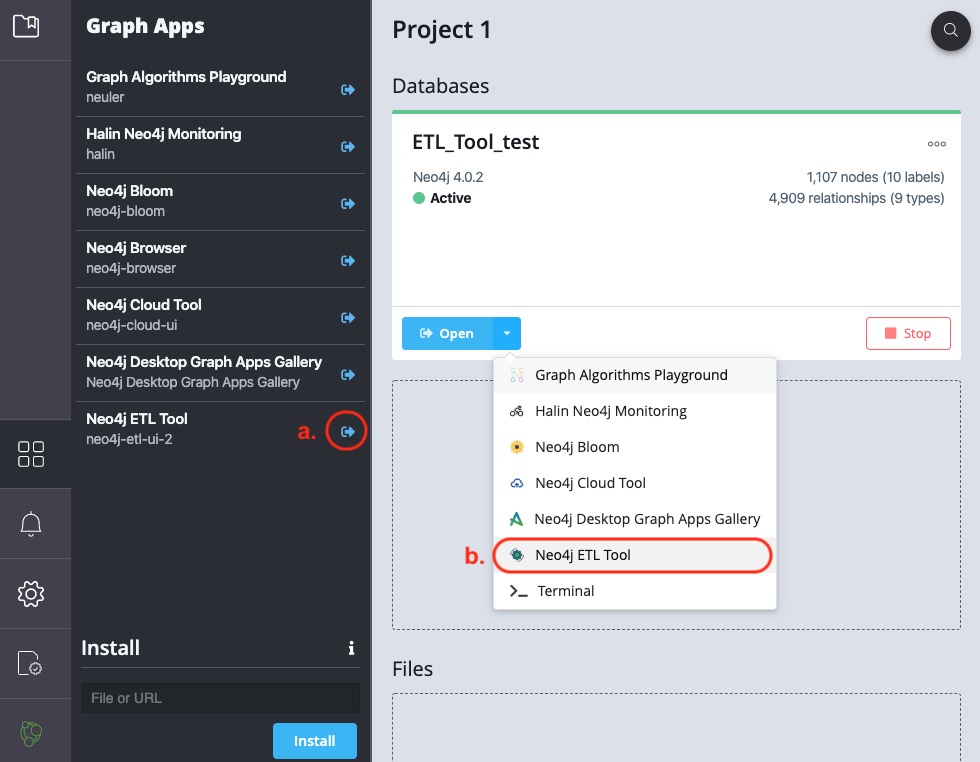 Graph Apps
Graph Algorithms Playground
neuler
Halin Neo4j Monitoring
halin
Neo4j Bloom
neo4j-bloom
Neo4j Browser
neo4j-browser
Neo4j Cloud Tool
neo4j-cloud-ui
Neo4j Desktop Graph Apps Gallery
Neo4j Desktop Graph Apps Gallery
Neo4j ETL Tool
neo4j-etl-ui-2
a.
Install
i
File or URL
Install
Project 1
Databases
ETL_Tool_test
Neo4j 4.0.2
1,107 nodes (10 labels)
Active
4,909 relationships (9 types)
Open
Stop
Graph Algorithms Playground
Halin Neo4j Monitoring
Neo4j Bloom
Neo4j Cloud Tool
Neo4j Desktop Graph Apps Gallery
b.
Neo4j ETL Tool
Terminal
Files